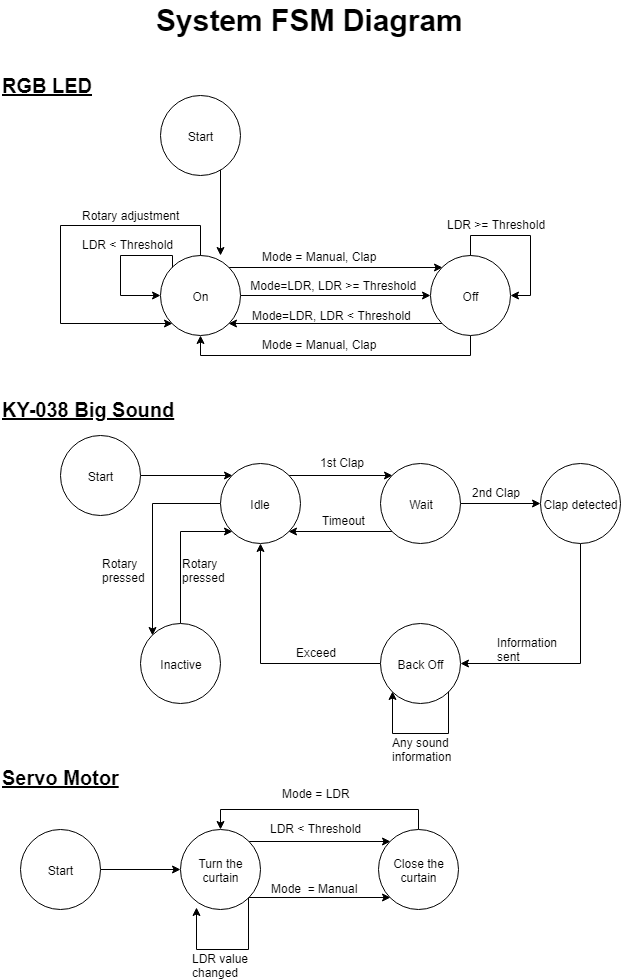 System FSM Diagram
RGB LED
Start
Rotary adjustment
LDR < Threshold
LDR >= Threshold
Mode = Manual, Clap
On
Mode=LDR, LDR >= Threshold
Off
Mode=LDR, LDR < Threshold
Mode = Manual, Clap
KY-038 Big Sound
Start
1st Clap
Idle
Wait
2nd Clap
Clap detected
Timeout
Rotary
pressed
Rotary
pressed
Inactive
Exceed
Back Off
Information
sent
Any sound
information
Servo Motor
Mode = LDR
LDR < Threshold
Start
Turn the
curtain
Close the
curtain
Mode  = Manual
LDR value
changed